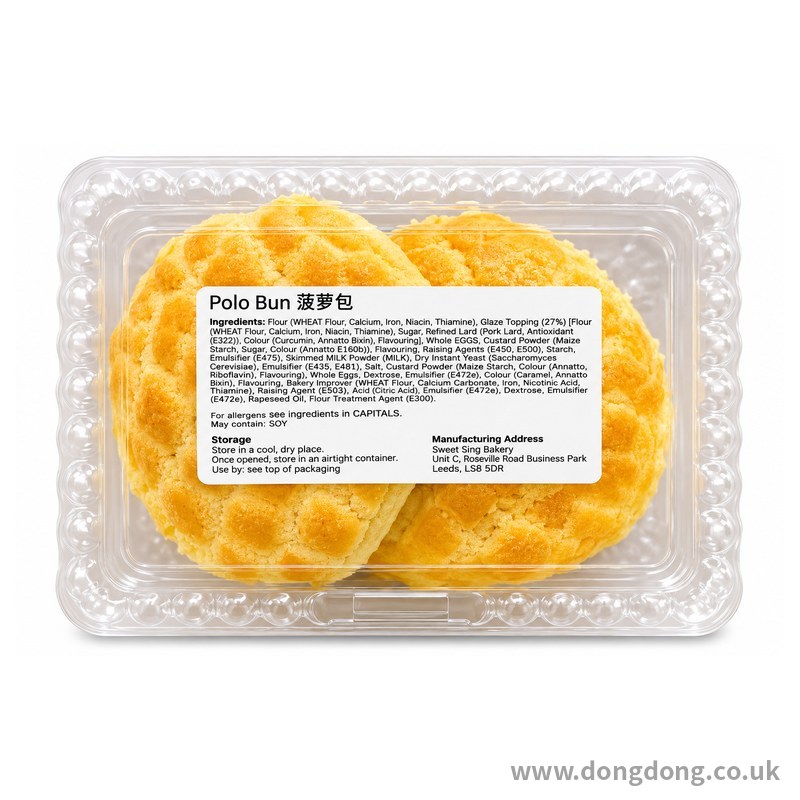 Polo Bun 菠萝包
Ingredients: Flour (WHEAT Flour, Calcium, Iron, Niacin, Thiamine), Glaze Topping (27%) [Flour
(WHEAT Flour, Calcium, Iron, Niacin, Thiamine), Sugar, Refined Lard (Pork Lard, Antioxidant
(E322)), Colour (Curcumin, Annatto Bixin), Flavouring], Whole EGGS, Custard Powder (Maize
Starch, Sugar, Colour (Annatto E160b)), Flavouring, Raising Agents (E450, E500), Starch,
Emulsifier (E475), Skimmed MILK Powder (MILK), Dry Instant Yeast (Saccharomyces
Cerevisiae), Emulsifier (E435, E481), Salt, Custard Powder (Maize Starch, Colour (Annatto,
Riboflavin), Flavouring), Whole Eggs, Dextrose, Emulsifier (E472e), Colour (Caramel, Annatto
Bixin), Flavouring, Bakery Improver (WHEAT Flour, Calcium Carbonate, Iron, Nicotinic Acid,
Thiamine), Raising Agent (E503), Acid (Citric Acid), Emulsifier (E472e), Dextrose, Emulsifier
(E472e), Rapeseed Oil, Flour Treatment Agent (E300).
For allergens see ingredients in CAPITALS.
May contain: SOY
Storage
Store in a cool, dry place.
Once opened, store in an airtight container.
Use by: see top of packaging
Manufacturing Address
Sweet Sing Bakery
Unit C, Roseville Road Business Park
Leeds, LS8 5DR
www.dongdong.co.uk